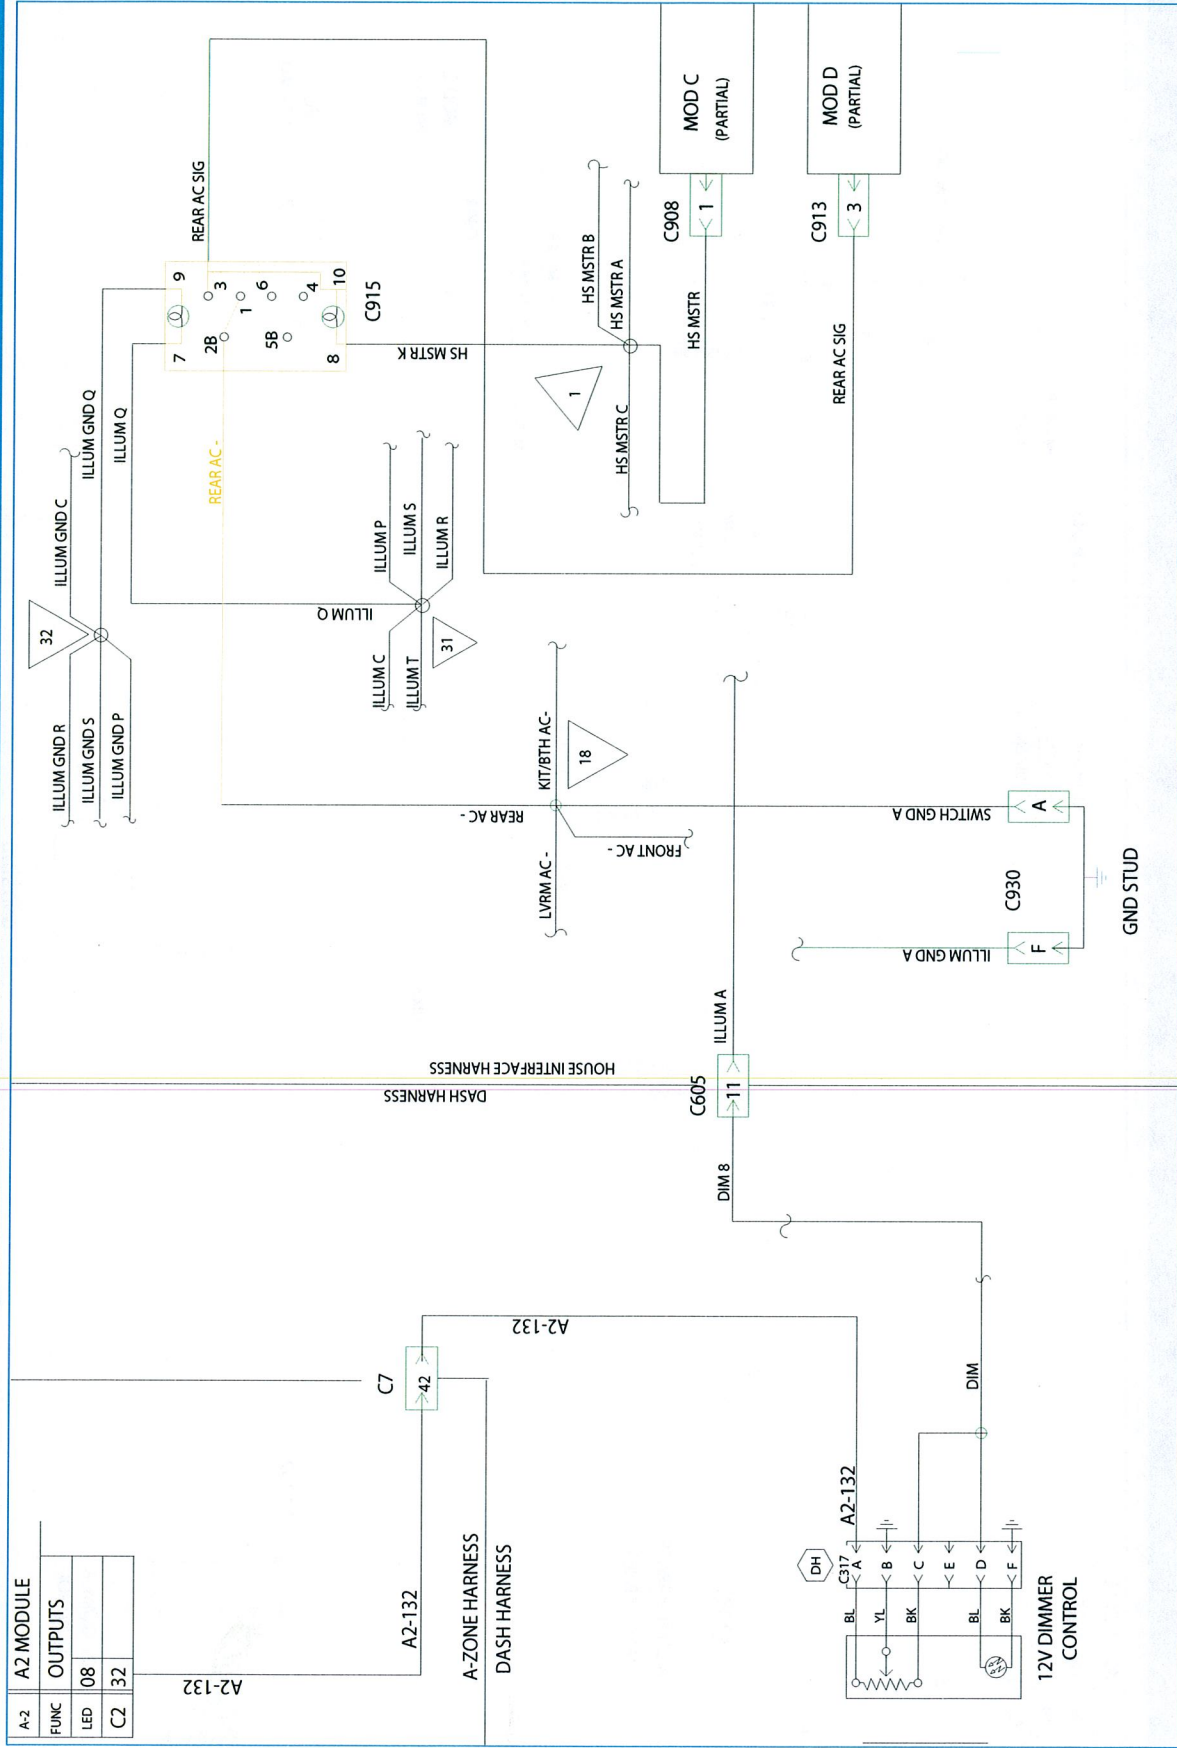 A-2 A2 MODULE
FUNC OUTPUTS
LED 08
C2 32
A2-132
A2-132
A-ZONE HARNESS
DASH HARNESS
C7
42
A2-132
A2-132
DH
C317
A
B
C
E
D
F
BL
YL
BK
BL
BK
12V DIMMER
CONTROL
DIM
DIM 8
C605
11
ILLUM A
DASH HARNESS
HOUSE INTERFACE HARNESS
ILLUM GND R
ILLUM GND S
ILLUM GND P
32
ILLUM GND C
ILLUM GND Q
ILLUM Q
REAR AC -
ILLUM Q
ILLUM C
ILLUM T
31
ILLUM P
ILLUM S
ILLUM R
REAR AC -
LVRM AC -
KIT/BTH AC-
18
FRONT AC -
SWITCH GND A
A
C930
F
ILLUM GND A
GND STUD
REAR AC SIG
7
9
2B
3
1
6
5B
4
8
10
C915
HS MSTR K
1
HS MSTR C
HS MSTR B
HS MSTR A
HS MSTR
C908
1
MOD C
(PARTIAL)
REAR AC SIG
C913
3
MOD D
(PARTIAL)